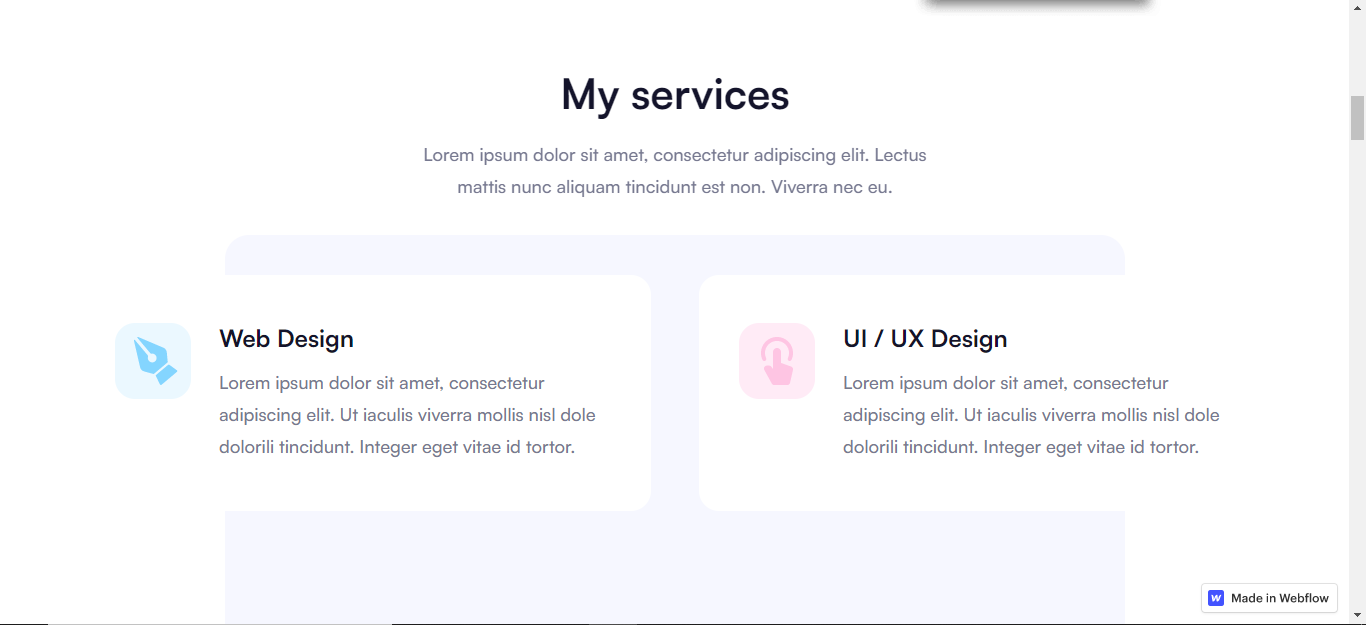 My services
Lorem ipsum dolor sit amet, consectetur adipiscing elit. Lectus
mattis nunc aliquam tincidunt est non. Viverra nec eu.
Web Design
Lorem ipsum dolor sit amet, consectetur
adipiscing elit. Ut iaculis viverra mollis nisl dole
dolorili tincidunt. Integer eget vitae id tortor.
UI / UX Design
Lorem ipsum dolor sit amet, consectetur
adipiscing elit. Ut iaculis viverra mollis nisl dole
dolorili tincidunt. Integer eget vitae id tortor.
Made in Webflow